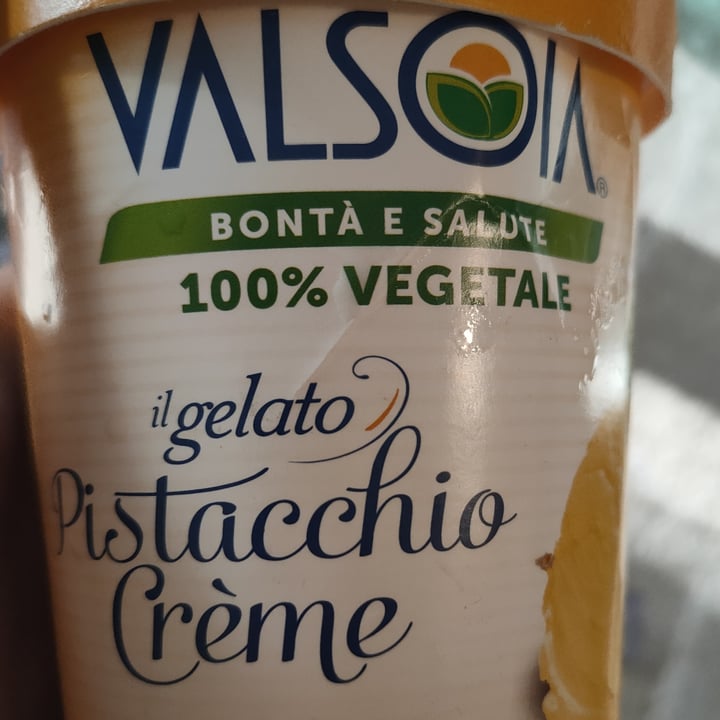 VALSOIA®
BONTÀ E SALUTE
100% VEGETALE
il gelato
Pistacchio
Crème